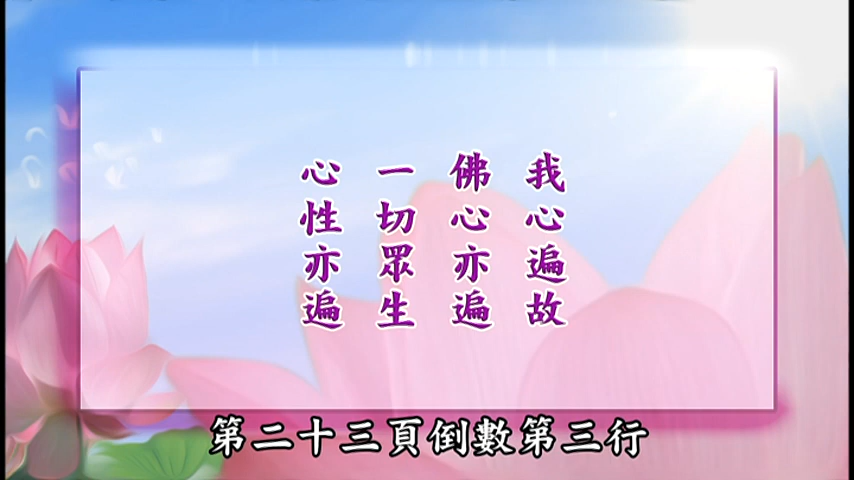 我心遍故
佛心亦遍
一切眾生
心性亦遍
第二十三頁倒數第三行